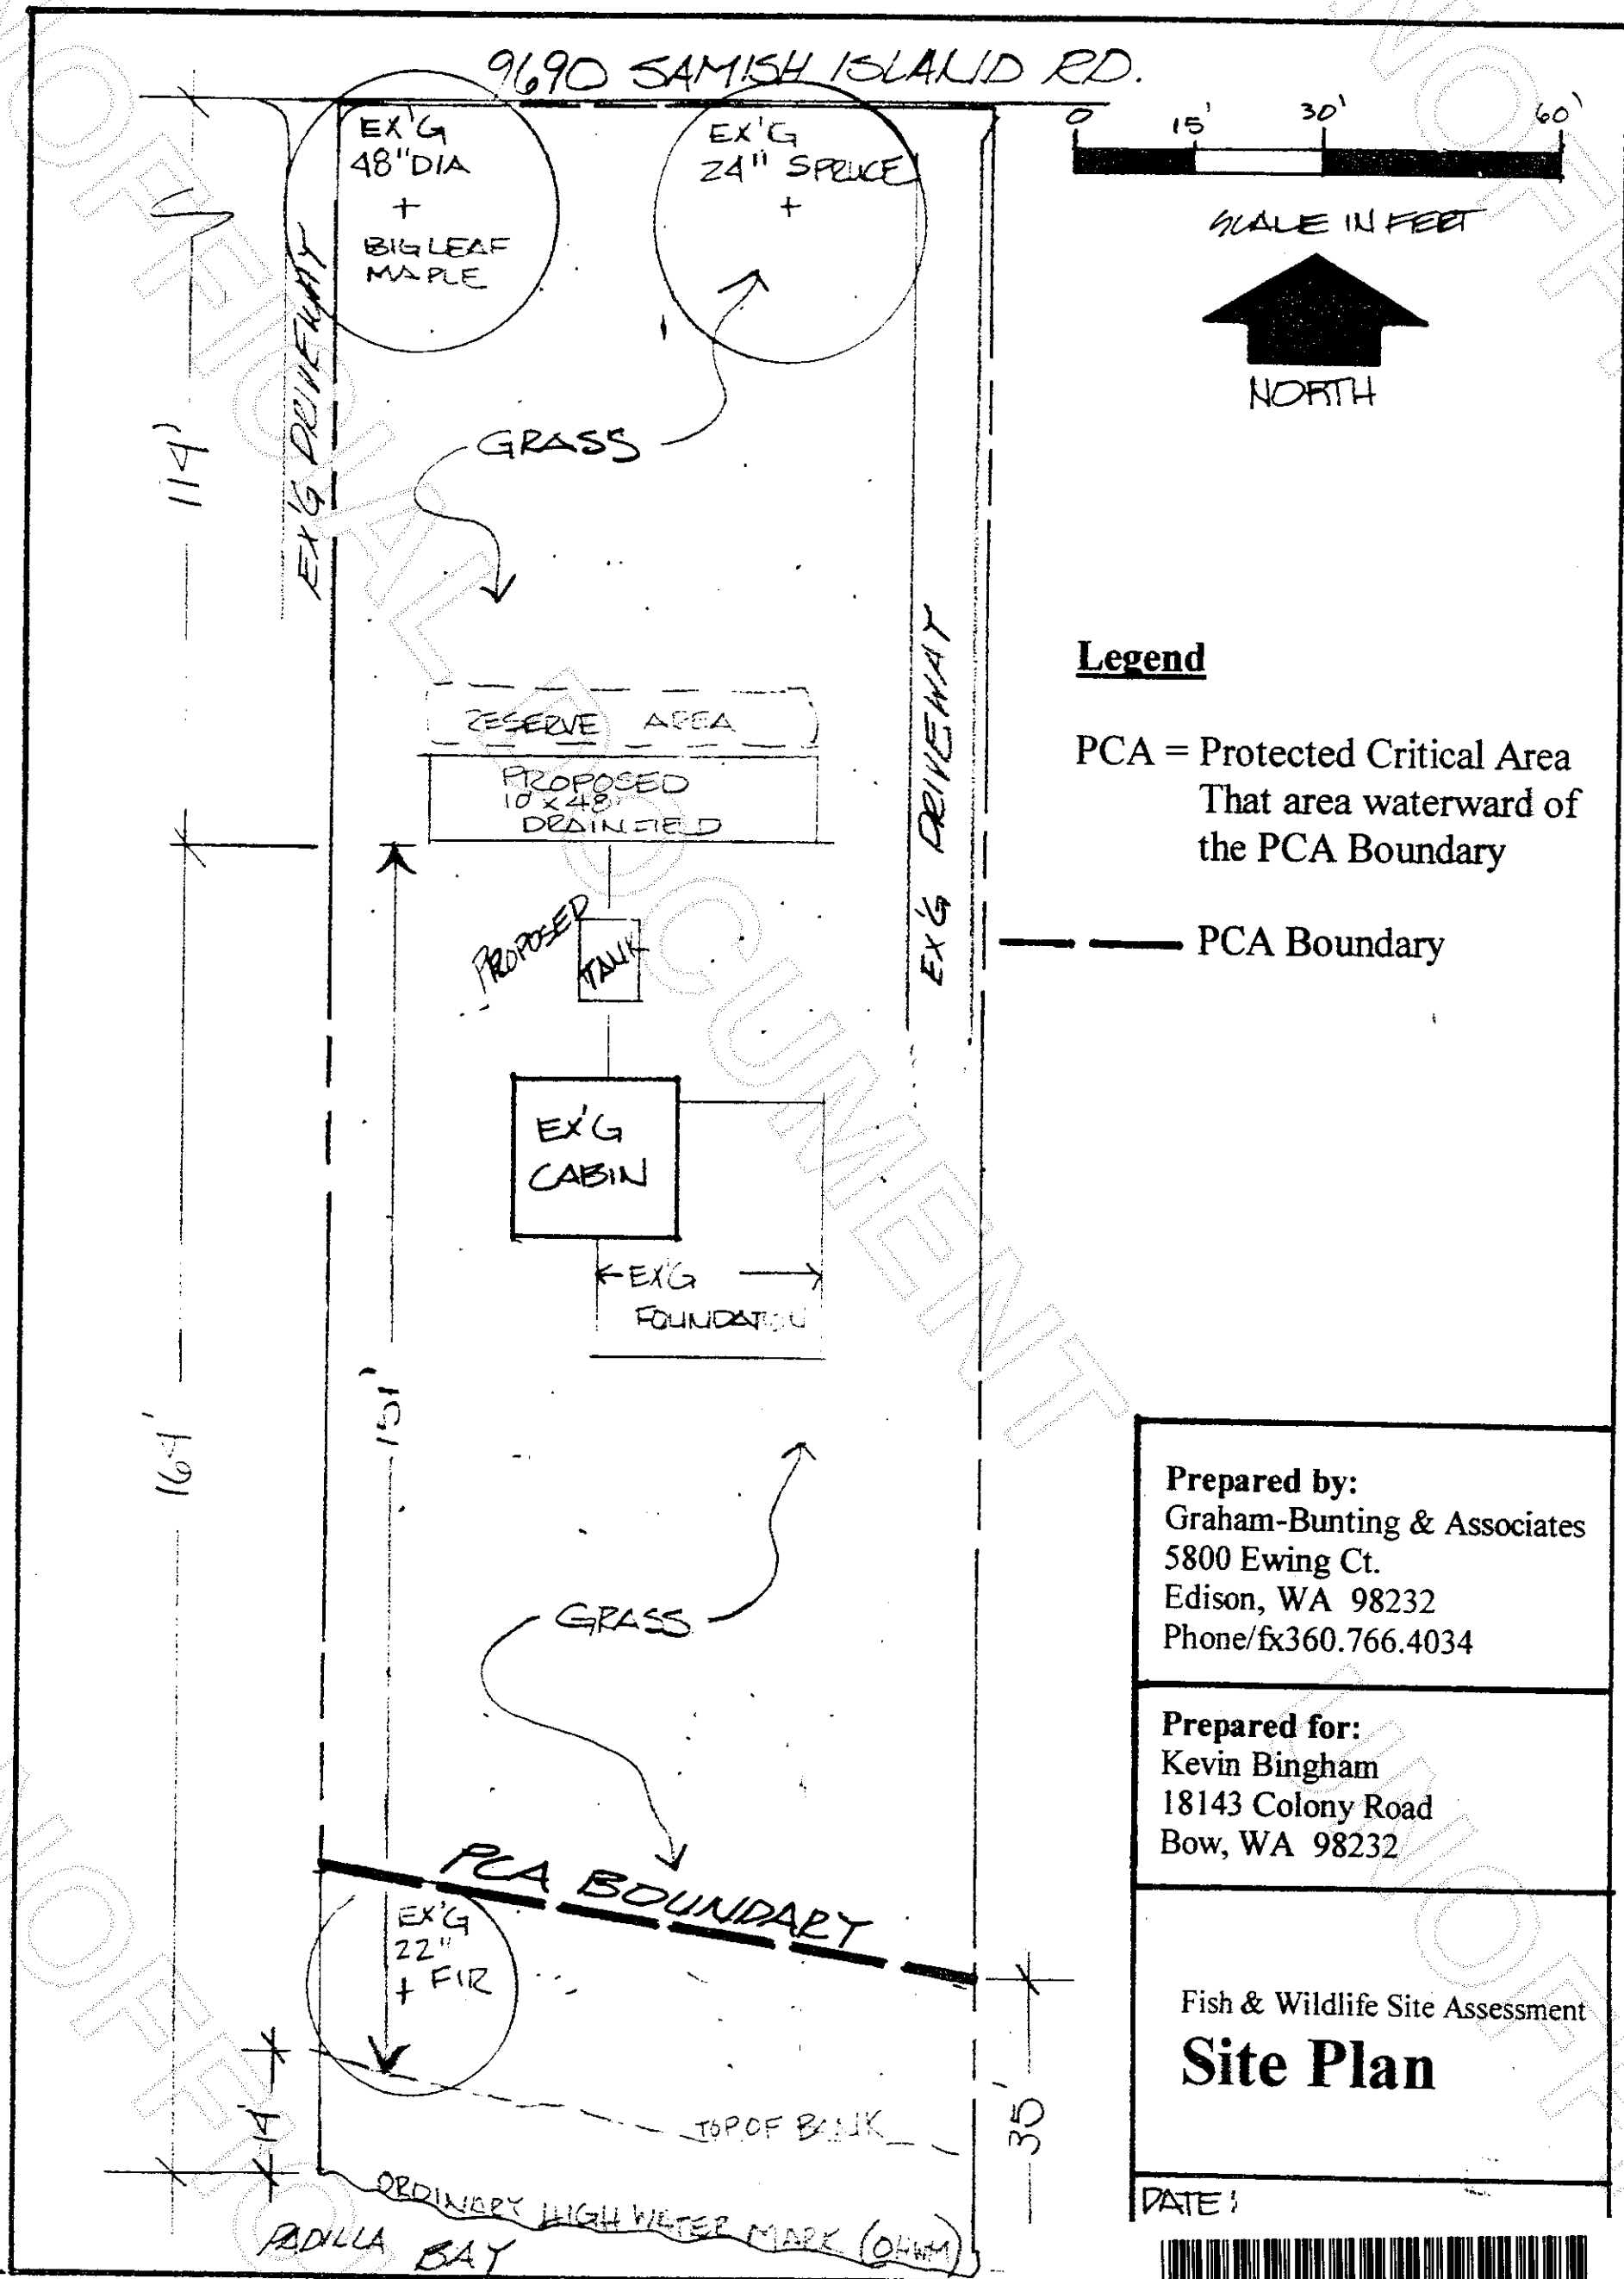 9690 SAMISH ISLAND RD.
EX'G
48" DIA
+
BIG LEAF
MAPLE
EX'G
24" SPRUCE
+
0 15' 30' 60'
SCALE IN FEET
NORTH
EX'G DRIVEWAY
114'
GRASS
RESERVE AREA
PROPOSED
10' x 48'
DRAINFIELD
EX'G DRIVEWAY
Legend
PCA = Protected Critical Area
That area waterward of
the PCA Boundary
PCA Boundary
PROPOSED
TANK
EX'G
CABIN
EX'G
FOUNDATION
151'
164'
GRASS
PCA BOUNDARY
EX'G
22"
+ FIR
TOP OF BANK
14'
35'
ORDINARY HIGH WATER MARK (OHWM)
PADILLA BAY
Prepared by:
Graham-Bunting & Associates
5800 Ewing Ct.
Edison, WA 98232
Phone/fx360.766.4034
Prepared for:
Kevin Bingham
18143 Colony Road
Bow, WA 98232
Fish & Wildlife Site Assessment
Site Plan
DATE:
UNOFFICIAL DOCUMENT